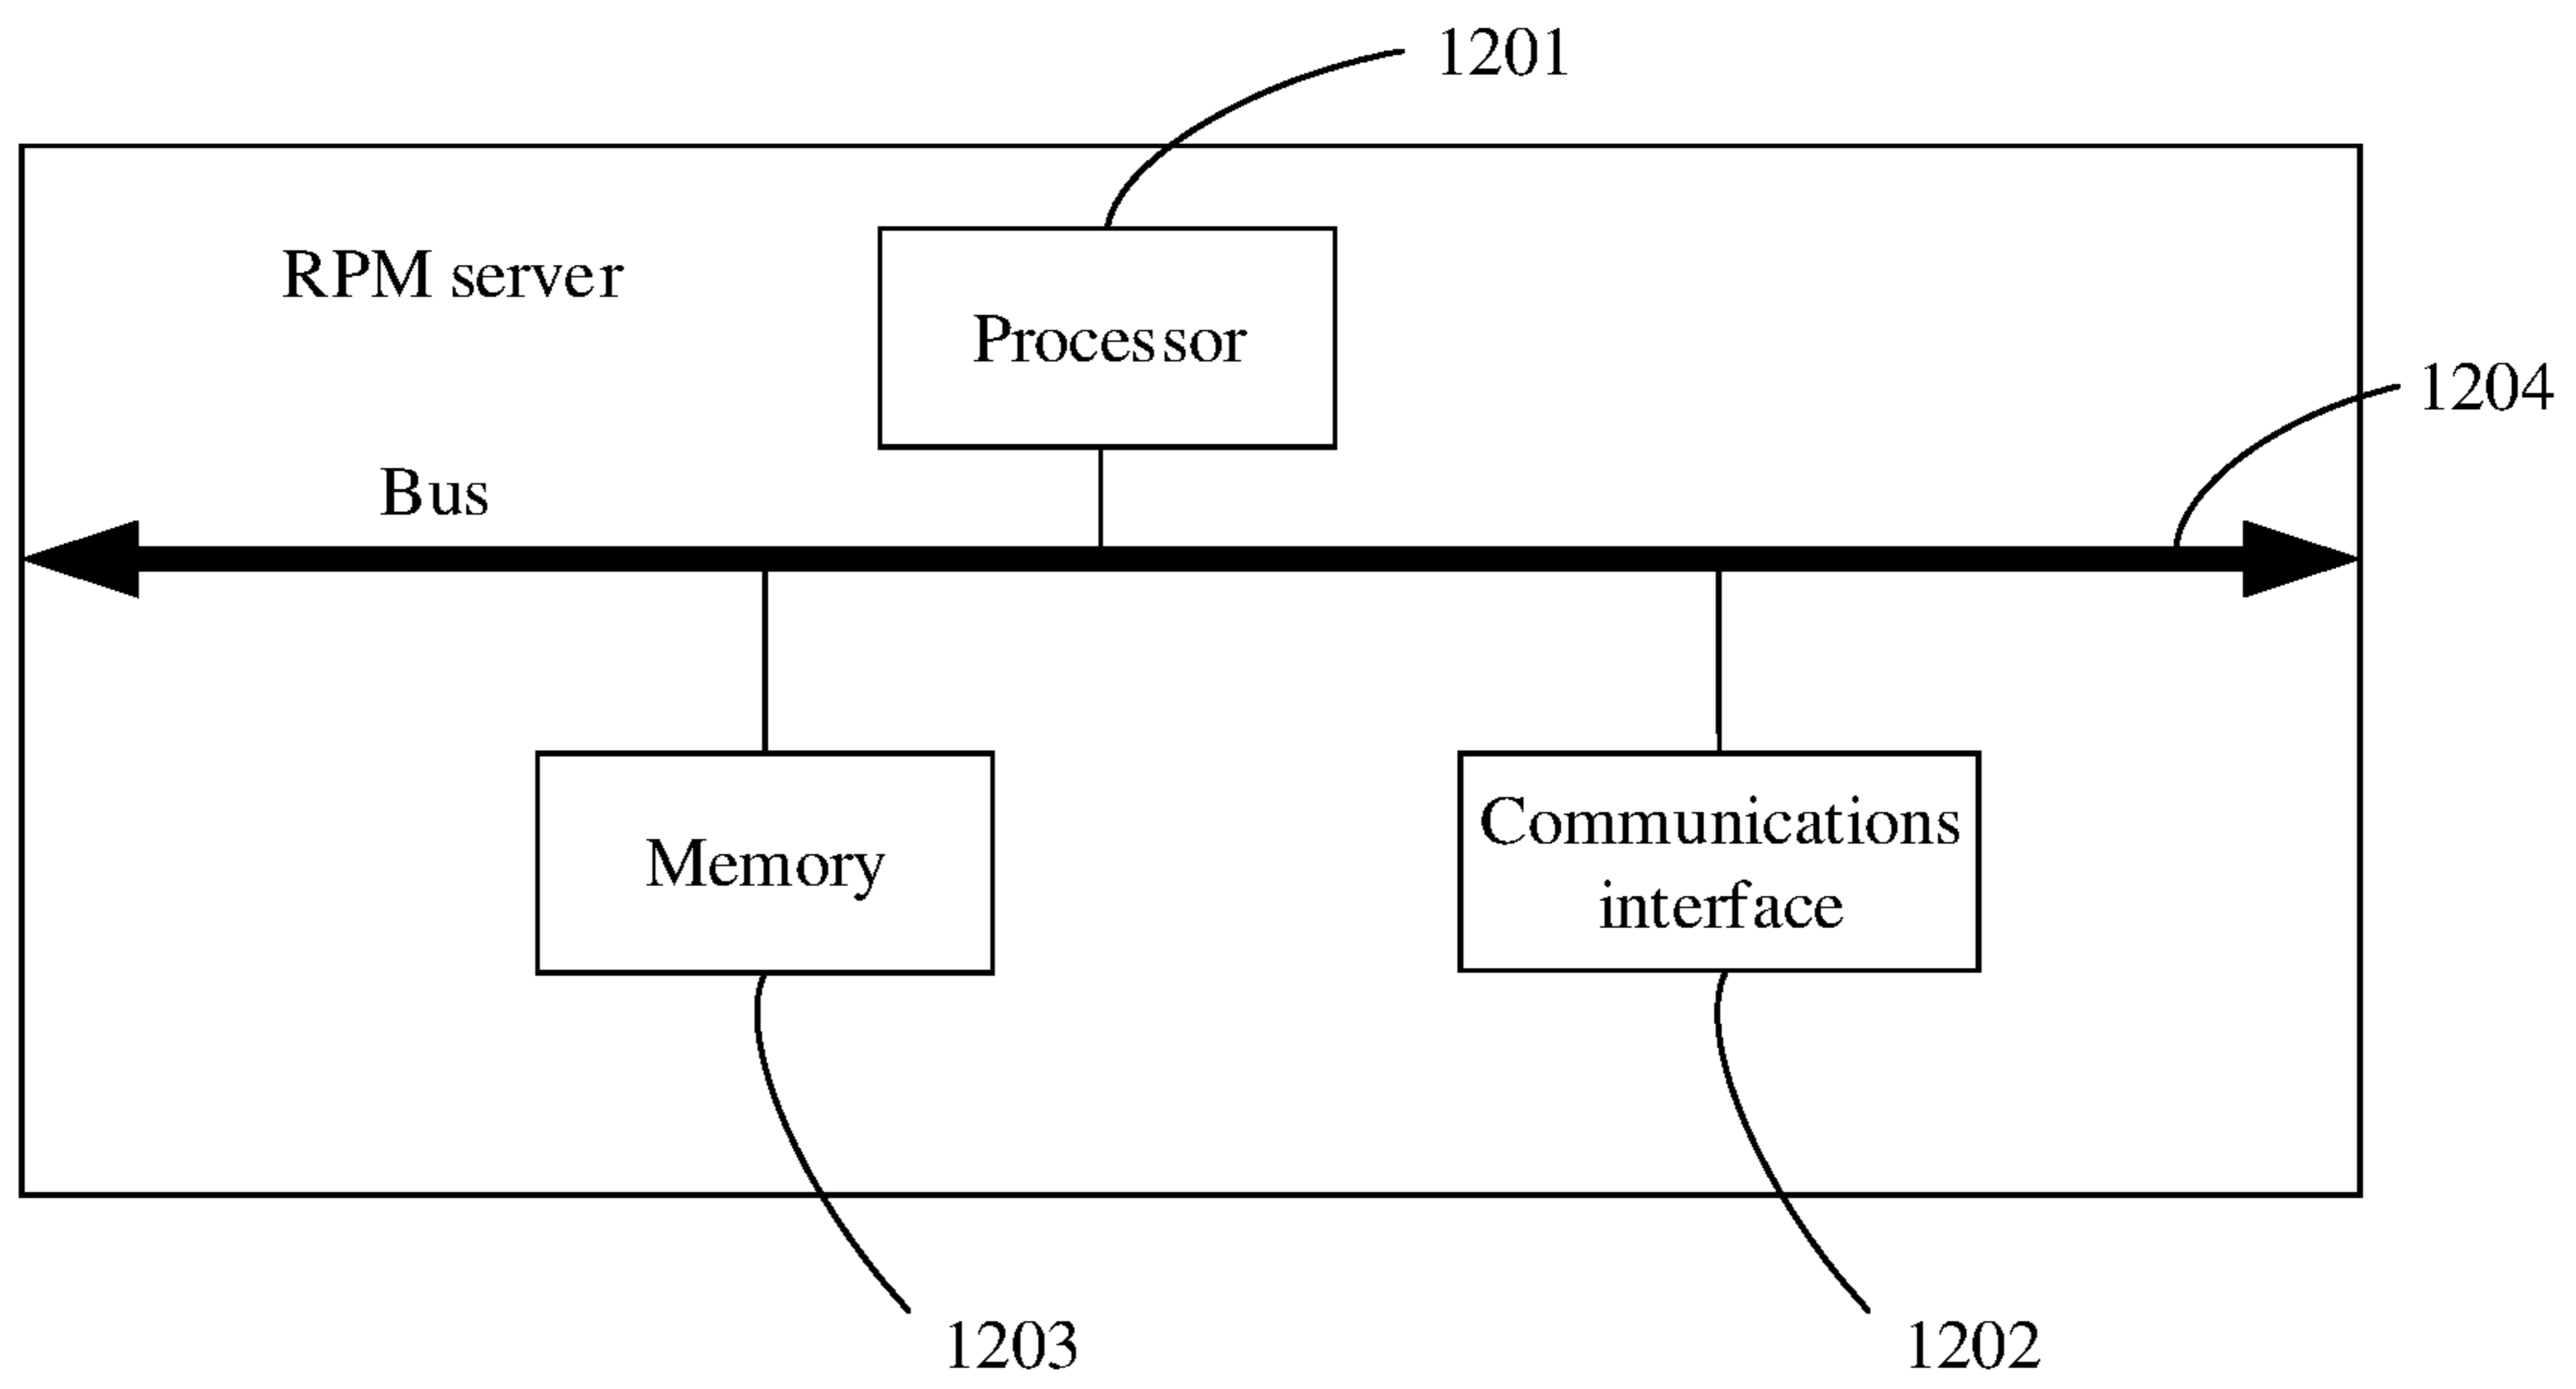 1201
RPM server
Processor
1204
Bus
Memory
Communications
interface
1203
1202